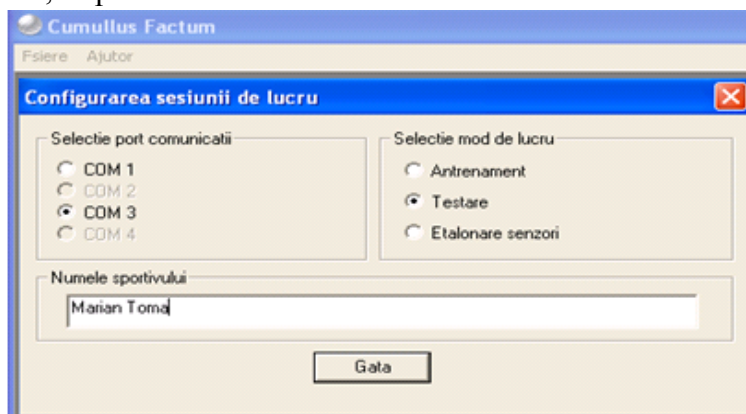 Cumullus Factum
Fsiere Ajutor
Configurarea sesiunii de lucru
Selectie port comunicatii
COM 1
COM 2
COM 3
COM 4
Selectie mod de lucru
Antrenament
Testare
Etalonare senzori
Numele sportivului
Marian Toma
Gata